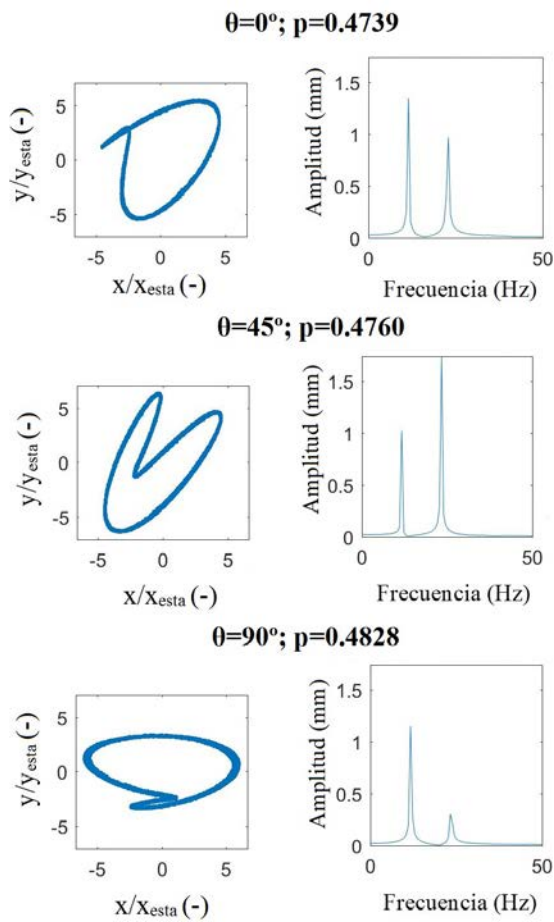 θ=0º; p=0.4739
y/yesta (-)
5
0
-5
-5 0 5
x/xesta (-)
Amplitud (mm)
1.5
1
0.5
0
0 50
Frecuencia (Hz)
θ=45º; p=0.4760
y/yesta (-)
5
0
-5
-5 0 5
x/xesta (-)
Amplitud (mm)
1.5
1
0.5
0
0 50
Frecuencia (Hz)
θ=90º; p=0.4828
y/yesta (-)
5
0
-5
-5 0 5
x/xesta (-)
Amplitud (mm)
1.5
1
0.5
0
0 50
Frecuencia (Hz)